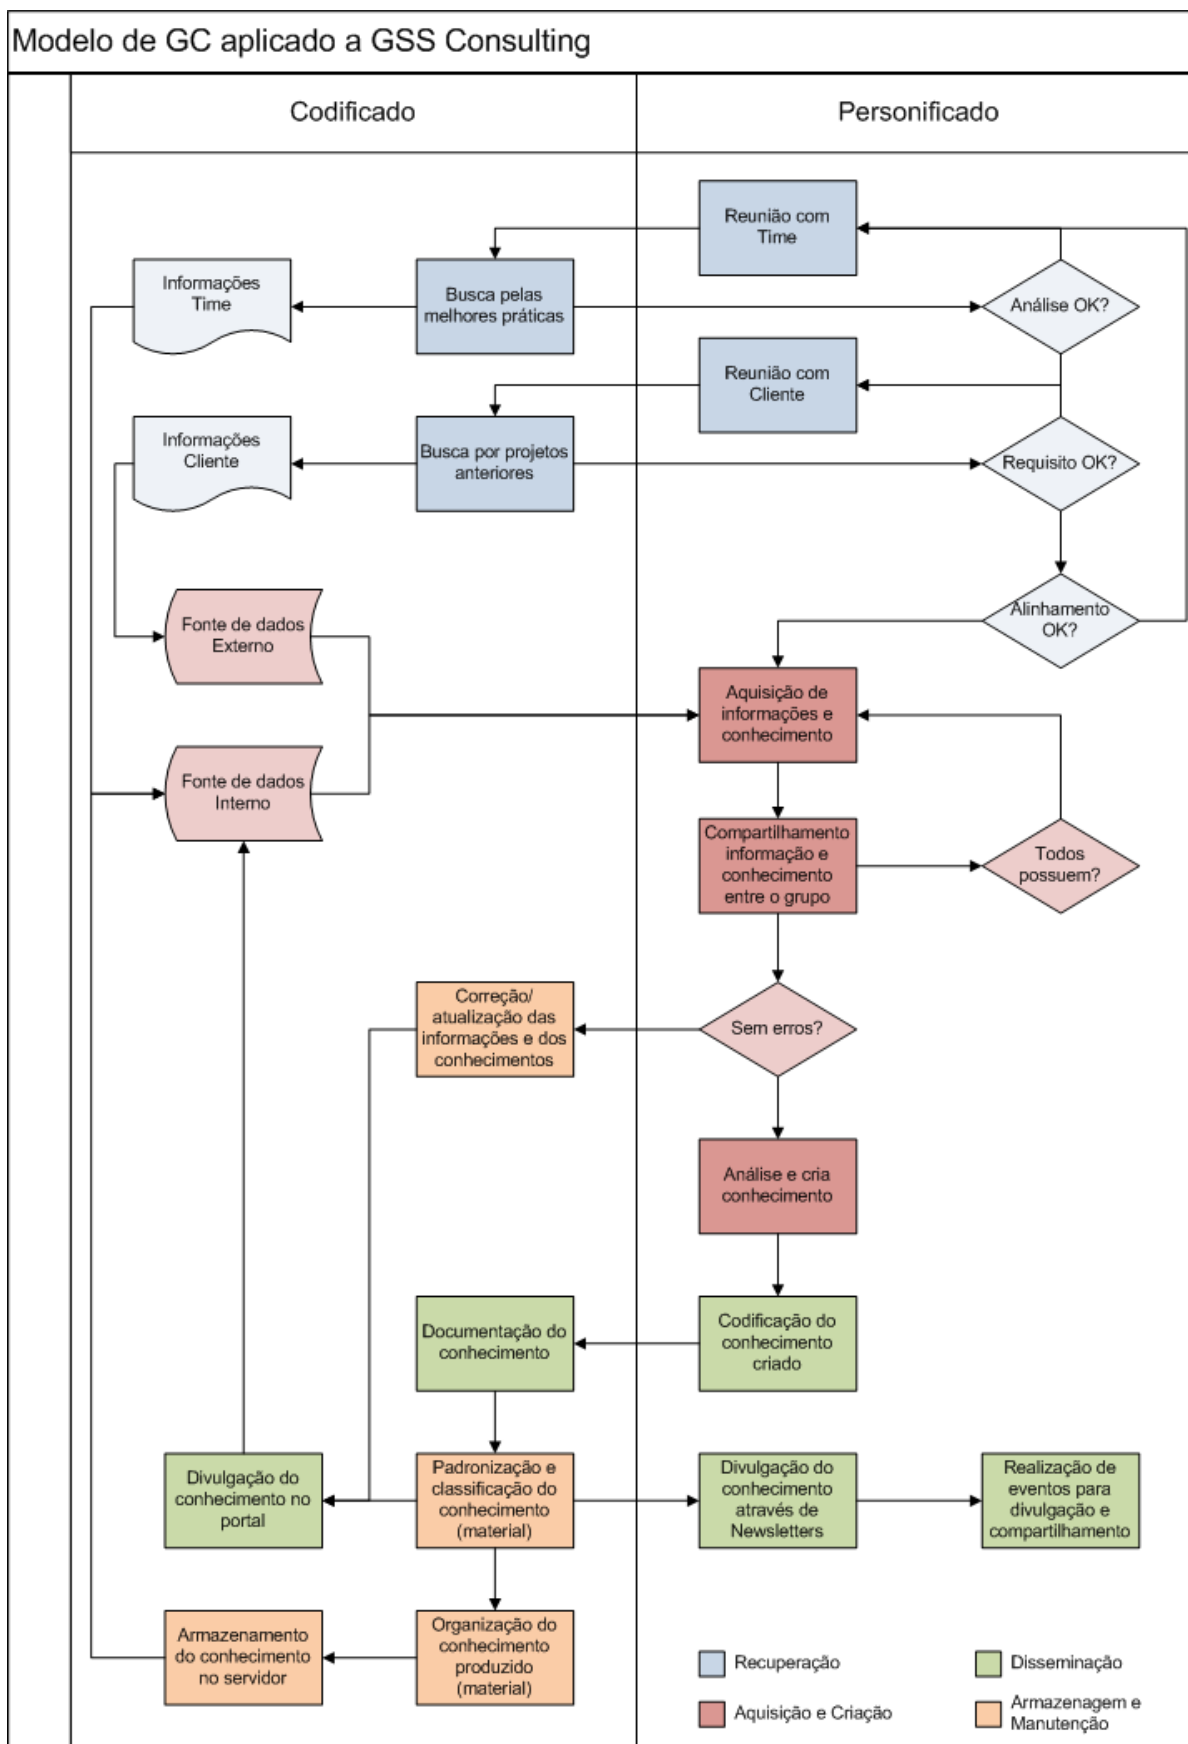 Modelo de GC aplicado a GSS Consulting
Codificado
Personificado
Reunião com
Time
Informações
Time
Busca pelas
melhores práticas
Análise OK?
Reunião com
Cliente
Informações
Cliente
Busca por projetos
anteriores
Requisito OK?
Fonte de dados
Externo
Alinhamento
OK?
Aquisição de
informações e
conhecimento
Fonte de dados
Interno
Compartilhamento
informação e
conhecimento
entre o grupo
Todos
possuem?
Correção/
atualização das
informações e dos
conhecimentos
Sem erros?
Análise e cria
conhecimento
Documentação do
conhecimento
Codificação do
conhecimento
criado
Divulgação do
conhecimento no
portal
Padronização e
classificação do
conhecimento
(material)
Divulgação do
conhecimento
através de
Newsletters
Realização de
eventos para
divulgação e
compartilhamento
Armazenamento
do conhecimento
no servidor
Organização do
conhecimento
produzido
(material)
Recuperação
Disseminação
Aquisição e Criação
Armazenagem e
Manutenção